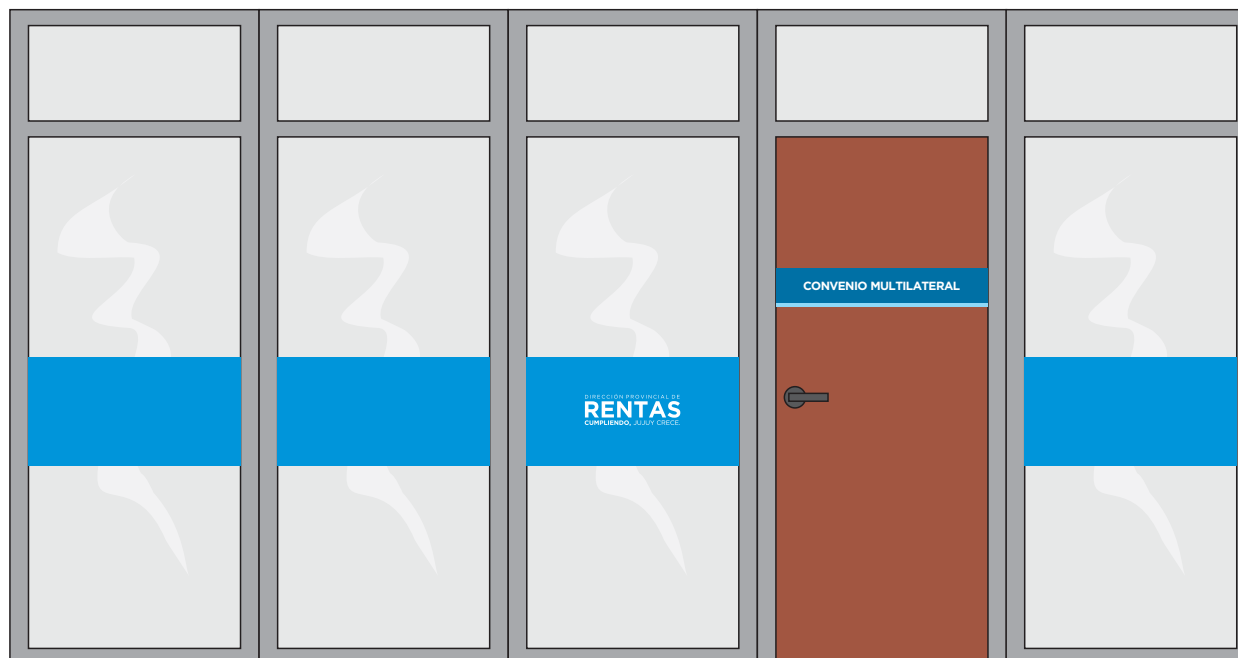 CONVENIO MULTILATERAL
DIRECCIÓN PROVINCIAL DE
RENTAS
CUMPLIENDO, JUJUY CRECE.